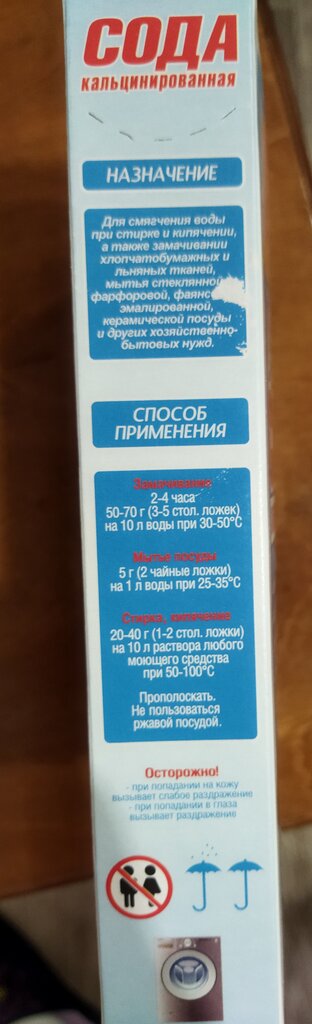 СОДА
кальцинированная
НАЗНАЧЕНИЕ
Для смягчения воды
при стирке и кипячении,
а также замачивании
хлопчатобумажных и
льняных тканей,
мытья стеклянной
фарфоровой, фаянс
эмалированной,
керамической посуды
и других хозяйственно-
бытовых нужд.
СПОСОБ
ПРИМЕНЕНИЯ
Замачивание
2-4 часа
50-70 г (3-5 стол. ложек)
на 10 л воды при 30-50°С
Мытье посуды
5 г (2 чайные ложки)
на 1 л воды при 25-35°С
Стирка, кипячение
20-40 г (1-2 стол. ложки)
на 10 л раствора любого
моющего средства
при 50-100°С
Прополоскать.
Не пользоваться
ржавой посудой.
Осторожно!
- при попадании на кожу
вызывает слабое раздражение
- при попадании в глаза
вызывает раздражение